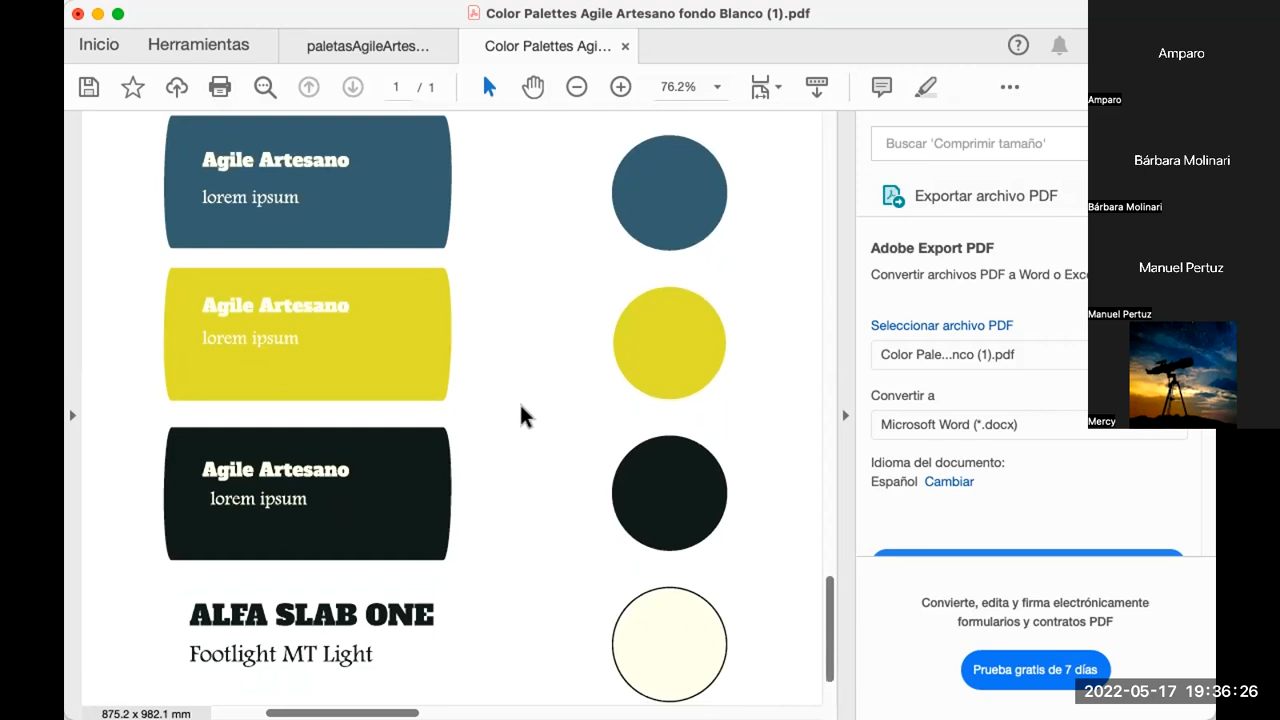 Color Palettes Agile Artesano fondo Blanco (1).pdf
Inicio Herramientas paletasAgileArtes... Color Palettes Agi... ×
1 / 1 76.2%
Agile Artesano
lorem ipsum
Agile Artesano
lorem ipsum
Agile Artesano
lorem ipsum
ALFA SLAB ONE
Footlight MT Light
875.2 x 982.1 mm
Buscar 'Comprimir tamaño'
Exportar archivo PDF
Adobe Export PDF
Convertir archivos PDF a Word o Exce
Seleccionar archivo PDF
Color Pale...nco (1).pdf
Convertir a
Microsoft Word (*.docx)
Idioma del documento:
Español Cambiar
Convierte, edita y firma electrónicamente
formularios y contratos PDF
Prueba gratis de 7 días
Amparo
Amparo
Bárbara Molinari
Bárbara Molinari
Manuel Pertuz
Manuel Pertuz
Mercy
2022-05-17 19:36:26